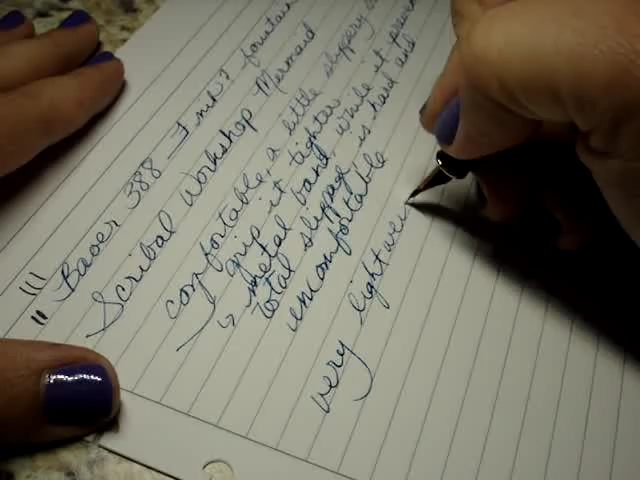 " Baoer 388 F nib? fountain
Scribal Workshop Mermaid
comfortable, a little slippery
grip it tighter
↳ metal band while it
total slippage is hard and
uncomfortable
very lightwei